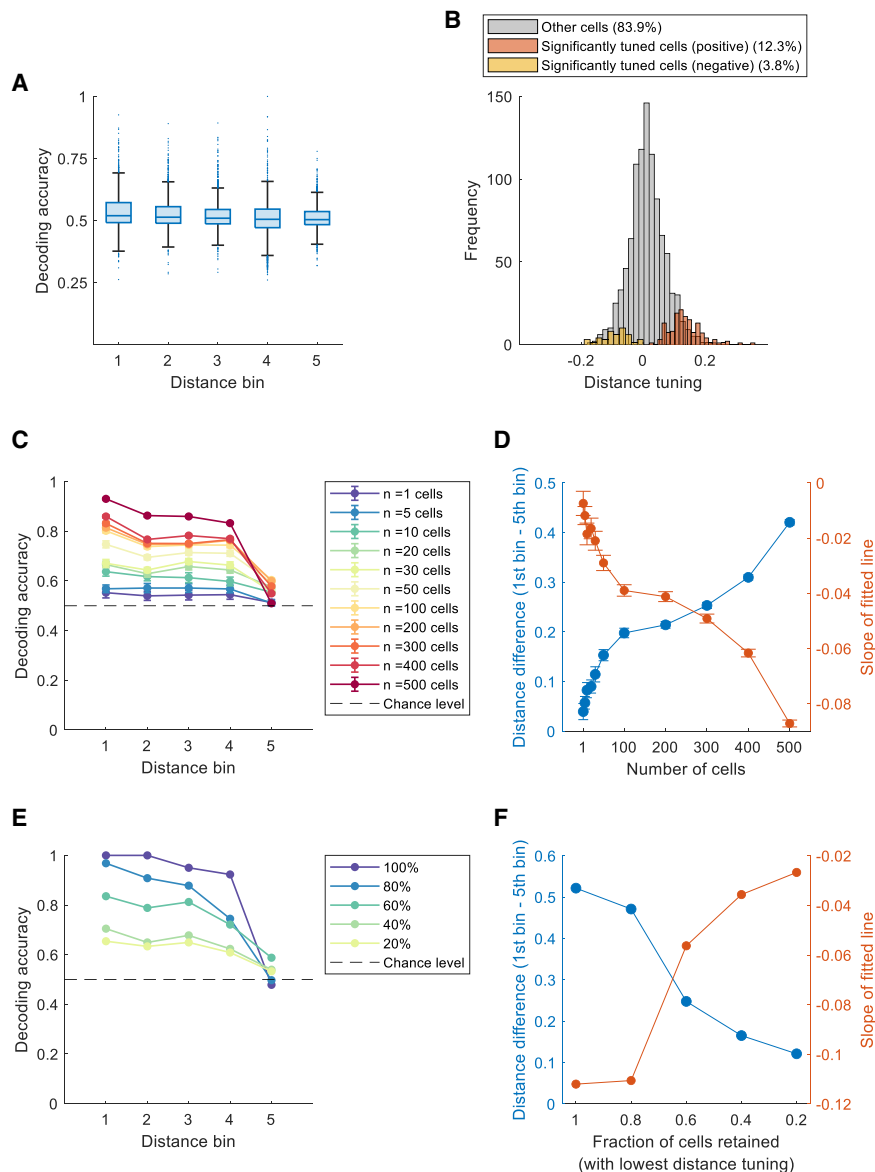 B
Other cells (83.9%)
Significantly tuned cells (positive) (12.3%)
Significantly tuned cells (negative) (3.8%)
A
1
0.75
0.5
0.25
Decoding accuracy
1 2 3 4 5
Distance bin
150
100
50
0
Frequency
-0.2 0 0.2
Distance tuning
C
1
0.8
0.6
0.4
0.2
0
Decoding accuracy
1 2 3 4 5
Distance bin
n =1 cells
n =5 cells
n =10 cells
n =20 cells
n =30 cells
n =50 cells
n =100 cells
n =200 cells
n =300 cells
n =400 cells
n =500 cells
Chance level
D
0.5
0.4
0.3
0.2
0.1
0
Distance difference (1st bin - 5th bin)
0
-0.02
-0.04
-0.06
-0.08
Slope of fitted line
1 100 200 300 400 500
Number of cells
E
1
0.8
0.6
0.4
0.2
0
Decoding accuracy
1 2 3 4 5
Distance bin
100%
80%
60%
40%
20%
Chance level
F
0.6
0.5
0.4
0.3
0.2
0.1
0
Distance difference (1st bin - 5th bin)
-0.02
-0.04
-0.06
-0.08
-0.1
-0.12
Slope of fitted line
1 0.8 0.6 0.4 0.2
Fraction of cells retained
(with lowest distance tuning)